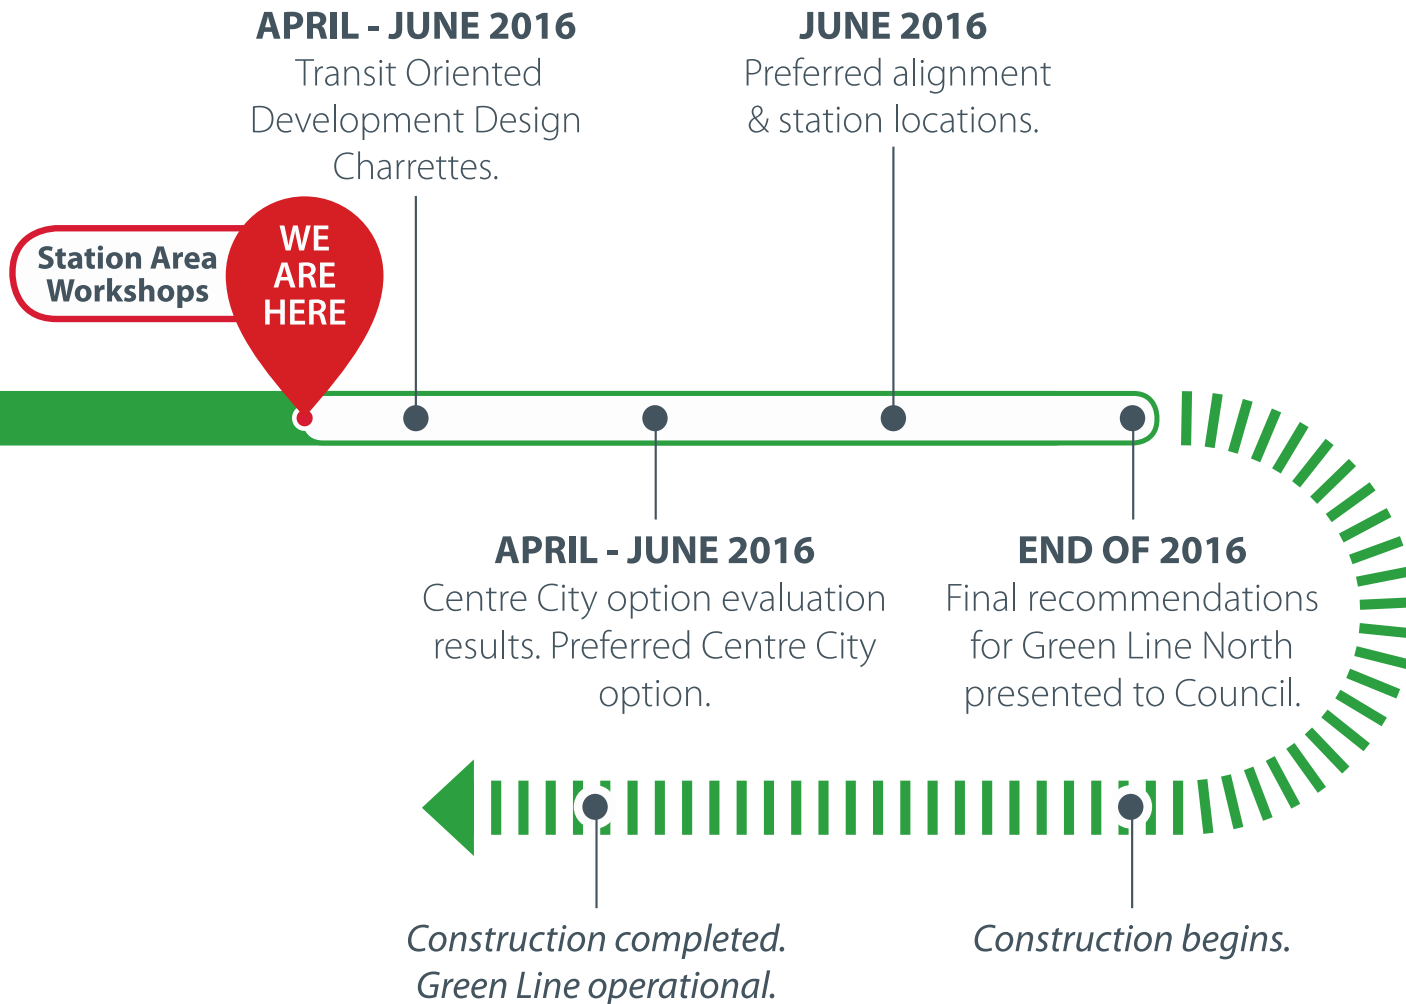 APRIL - JUNE 2016
Transit Oriented
Development Design
Charrettes.
JUNE 2016
Preferred alignment
& station locations.
Station Area
Workshops
WE
ARE
HERE
APRIL - JUNE 2016
Centre City option evaluation
results. Preferred Centre City
option.
END OF 2016
Final recommendations
for Green Line North
presented to Council.
Construction completed.
Green Line operational.
Construction begins.